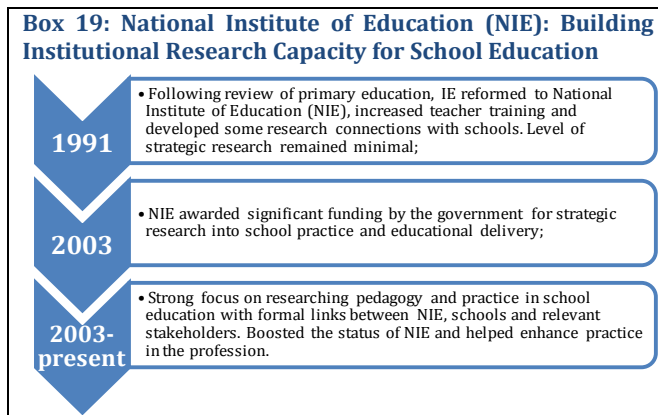 Box 19: National Institute of Education (NIE): Building
Institutional Research Capacity for School Education
1991
• Following review of primary education, IE reformed to National
Institute of Education (NIE), increased teacher training and
developed some research connections with schools. Level of
strategic research remained minimal;
2003
• NIE awarded significant funding by the government for strategic
research into school practice and educational delivery;
2003-
present
• Strong focus on researching pedagogy and practice in school
education with formal links between NIE, schools and relevant
stakeholders. Boosted the status of NIE and helped enhance practice
in the profession.